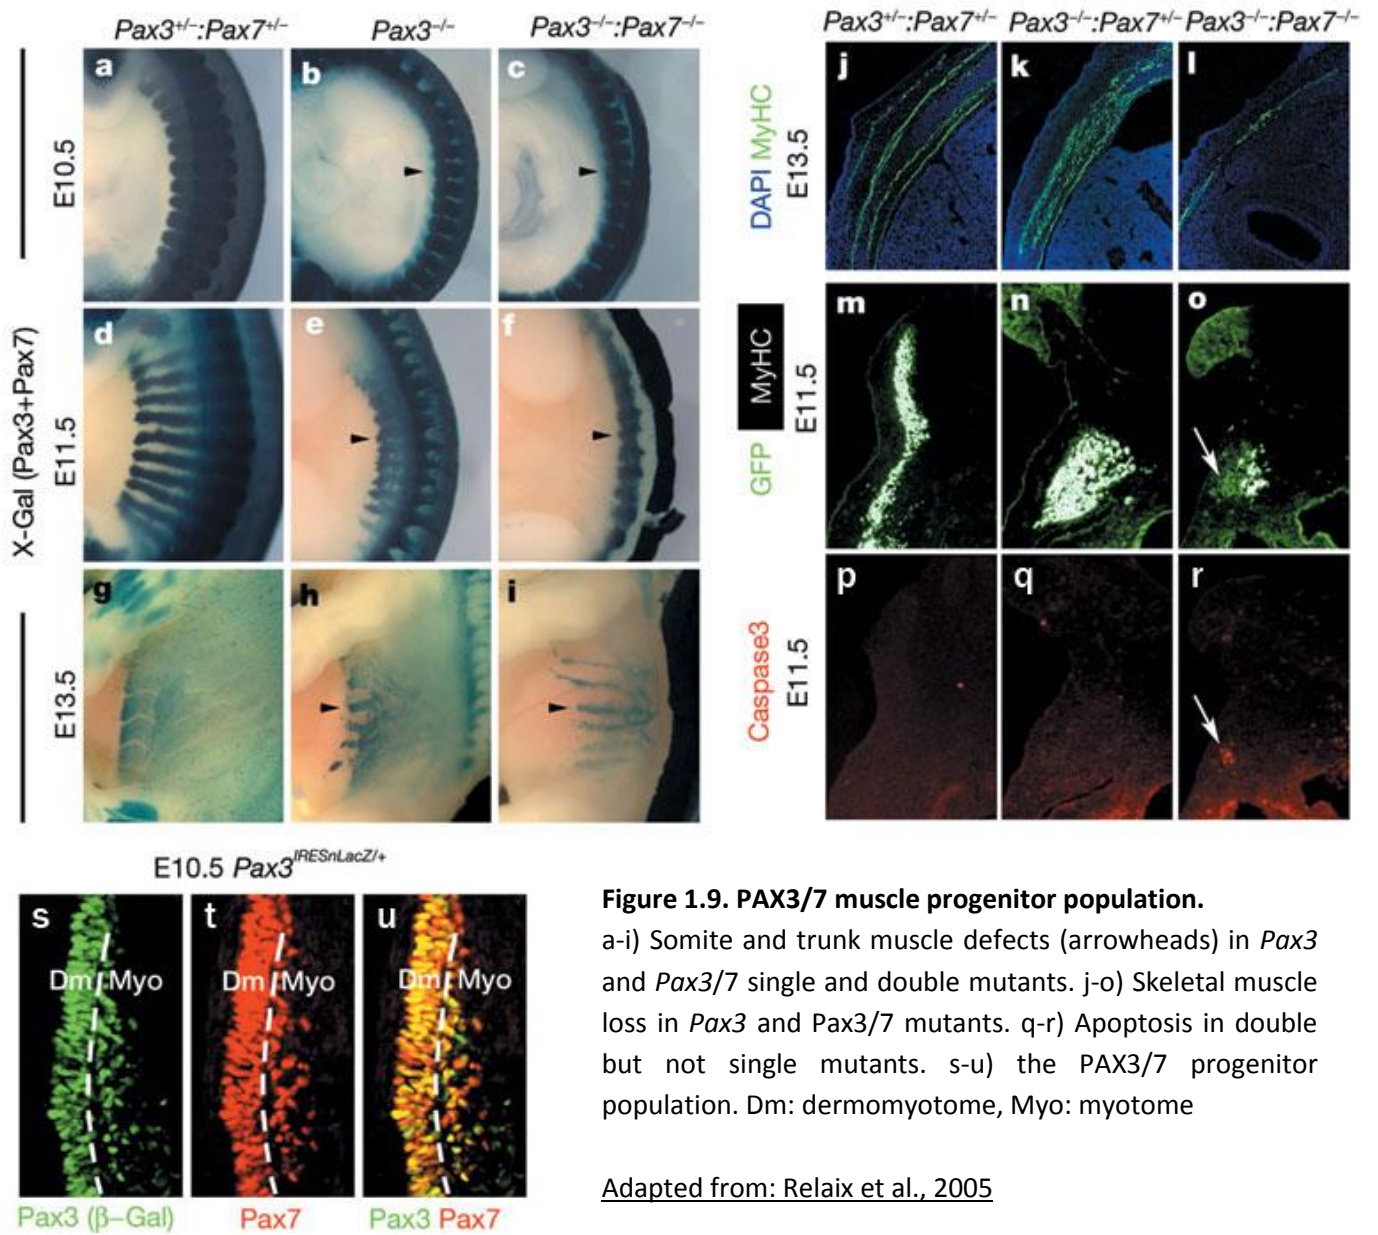 Pax3+/-:Pax7+/-
Pax3-/-
Pax3-/-:Pax7-/-
X-Gal (Pax3+Pax7)
E10.5
a
b
c
E11.5
d
e
f
E13.5
g
h
i
Pax3+/-:Pax7+/-
Pax3-/-:Pax7+/-
Pax3-/-:Pax7-/-
DAPI MyHC
E13.5
j
k
l
GFP MyHC
E11.5
m
n
o
Caspase3
E11.5
p
q
r
E10.5 Pax3IRESnLacZ/+
s
t
u
Dm Myo
Dm Myo
Dm Myo
Pax3 (β–Gal)
Pax7
Pax3 Pax7
Figure 1.9. PAX3/7 muscle progenitor population.
a-i) Somite and trunk muscle defects (arrowheads) in Pax3
and Pax3/7 single and double mutants. j-o) Skeletal muscle
loss in Pax3 and Pax3/7 mutants. q-r) Apoptosis in double
but not single mutants. s-u) the PAX3/7 progenitor
population. Dm: dermomyotome, Myo: myotome
Adapted from: Relaix et al., 2005